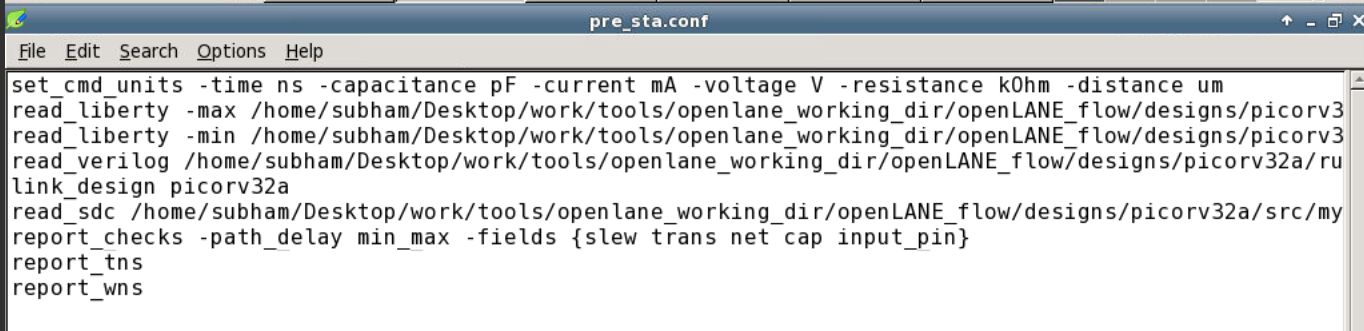 pre_sta.conf
File Edit Search Options Help
set_cmd_units -time ns -capacitance pF -current mA -voltage V -resistance kOhm -distance um
read_liberty -max /home/subham/Desktop/work/tools/openlane_working_dir/openLANE_flow/designs/picorv3
read_liberty -min /home/subham/Desktop/work/tools/openlane_working_dir/openLANE_flow/designs/picorv3
read_verilog /home/subham/Desktop/work/tools/openlane_working_dir/openLANE_flow/designs/picorv32a/ru
link_design picorv32a
read_sdc /home/subham/Desktop/work/tools/openlane_working_dir/openLANE_flow/designs/picorv32a/src/my
report_checks -path_delay min_max -fields {slew trans net cap input_pin}
report_tns
report_wns